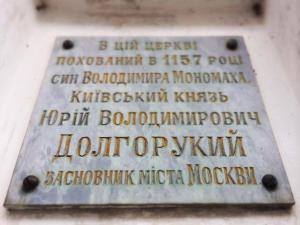 В ЦІЙ ЦЕРКВІ
ПОХОВАНИЙ В 1157 РОЦІ
СИН ВОЛОДИМИРА МОНОМАХА
КИЇВСЬКИЙ КНЯЗЬ
ЮРІЙ ВОЛОДИМИРОВИЧ
ДОЛГОРУКИЙ
ЗАСНОВНИК МІСТА МОСКВИ